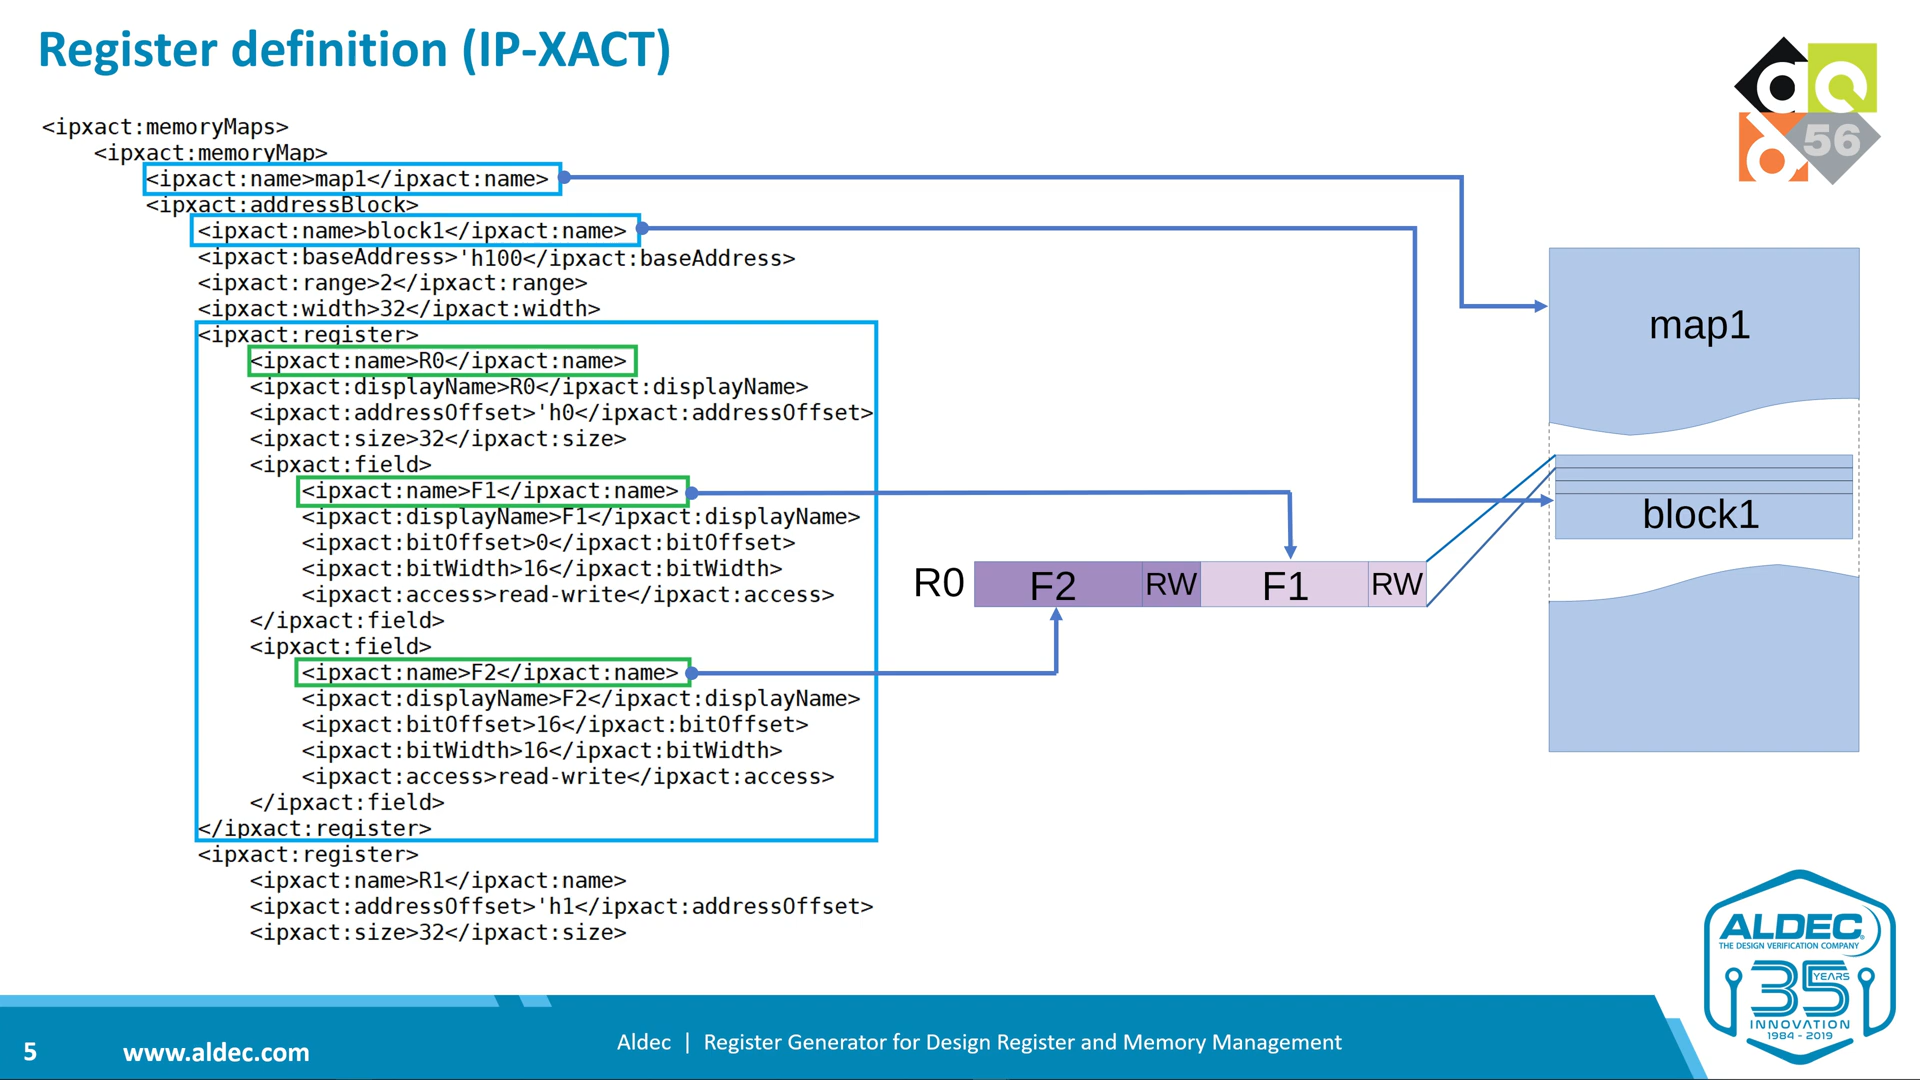 Register definition (IP-XACT)
<ipxact:memoryMaps>
<ipxact:memoryMap>
<ipxact:name>map1</ipxact:name>
<ipxact:addressBlock>
<ipxact:name>block1</ipxact:name>
<ipxact:baseAddress>'h100</ipxact:baseAddress>
<ipxact:range>2</ipxact:range>
<ipxact:width>32</ipxact:width>
<ipxact:register>
<ipxact:name>R0</ipxact:name>
<ipxact:displayName>R0</ipxact:displayName>
<ipxact:addressOffset>'h0</ipxact:addressOffset>
<ipxact:size>32</ipxact:size>
<ipxact:field>
<ipxact:name>F1</ipxact:name>
<ipxact:displayName>F1</ipxact:displayName>
<ipxact:bitOffset>0</ipxact:bitOffset>
<ipxact:bitWidth>16</ipxact:bitWidth>
<ipxact:access>read-write</ipxact:access>
</ipxact:field>
<ipxact:field>
<ipxact:name>F2</ipxact:name>
<ipxact:displayName>F2</ipxact:displayName>
<ipxact:bitOffset>16</ipxact:bitOffset>
<ipxact:bitWidth>16</ipxact:bitWidth>
<ipxact:access>read-write</ipxact:access>
</ipxact:field>
</ipxact:register>
<ipxact:register>
<ipxact:name>R1</ipxact:name>
<ipxact:addressOffset>'h1</ipxact:addressOffset>
<ipxact:size>32</ipxact:size>
R0 F2 RW F1 RW
map1
block1
56
ALDEC
THE DESIGN VERIFICATION COMPANY
35 YEARS
INNOVATION
1984 - 2019
5
www.aldec.com
Aldec | Register Generator for Design Register and Memory Management